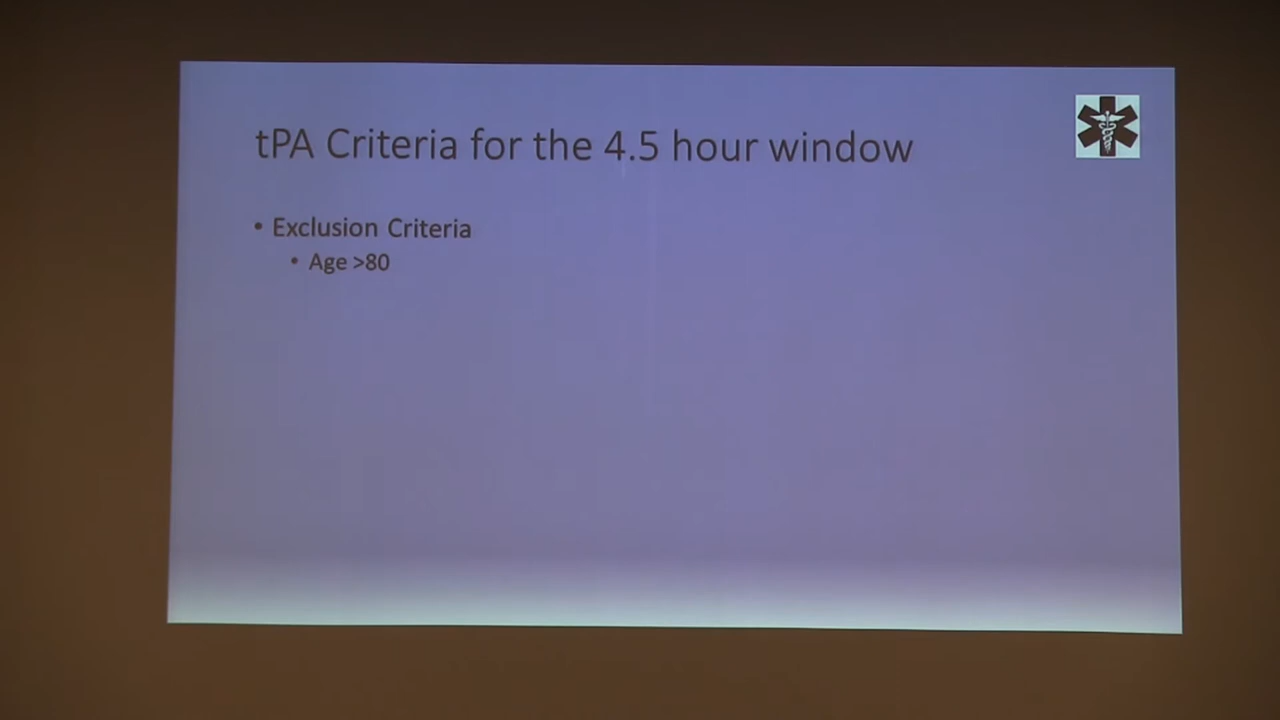 tPA Criteria for the 4.5 hour window
• Exclusion Criteria
• Age >80